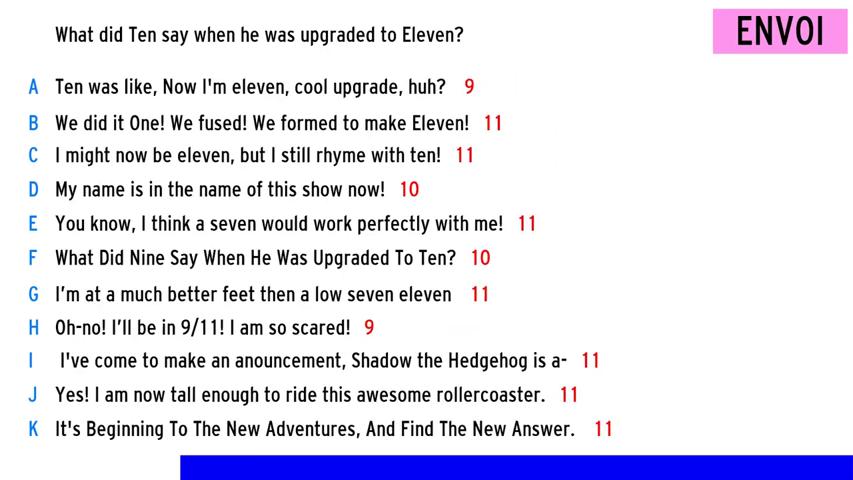 What did Ten say when he was upgraded to Eleven?
ENVOI
A Ten was like, Now I'm eleven, cool upgrade, huh? 9
B We did it One! We fused! We formed to make Eleven! 11
C I might now be eleven, but I still rhyme with ten! 11
D My name is in the name of this show now! 10
E You know, I think a seven would work perfectly with me! 11
F What Did Nine Say When He Was Upgraded To Ten? 10
G I’m at a much better feet then a low seven eleven 11
H Oh-no! I’ll be in 9/11! I am so scared! 9
I I've come to make an anouncement, Shadow the Hedgehog is a- 11
J Yes! I am now tall enough to ride this awesome rollercoaster. 11
K It's Beginning To The New Adventures, And Find The New Answer. 11